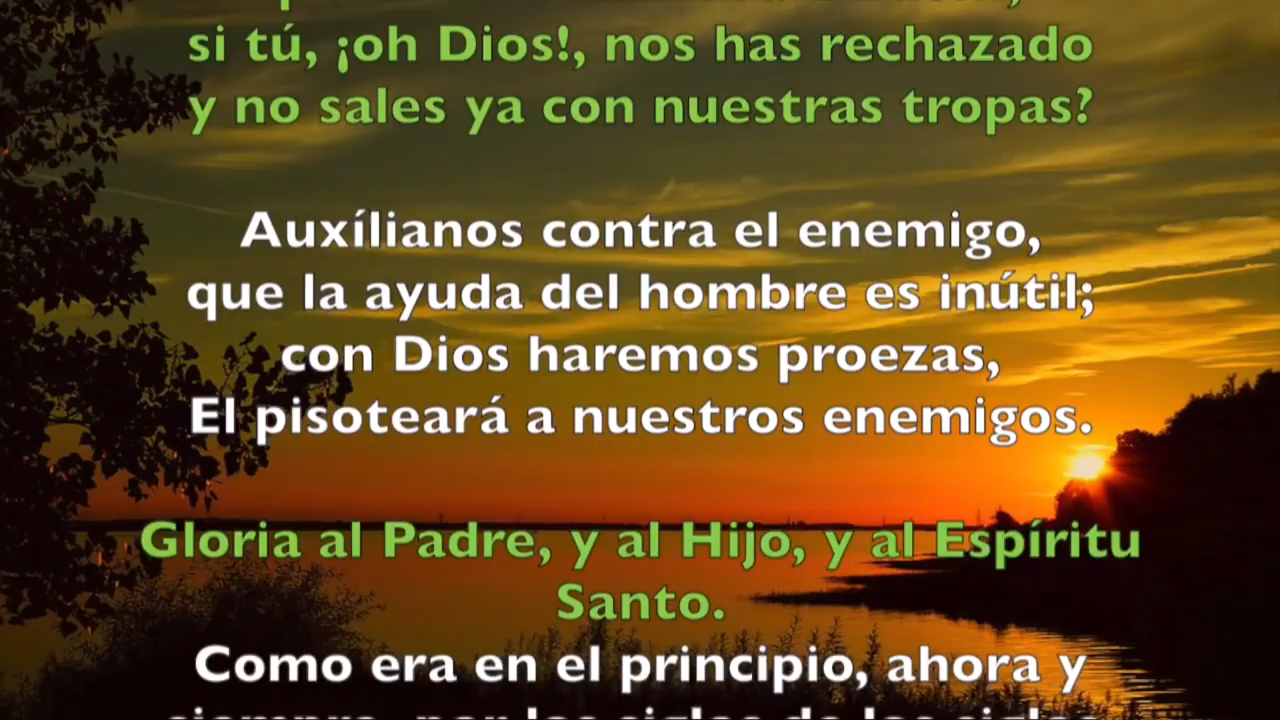 si tú, ¡oh Dios!, nos has rechazado
y no sales ya con nuestras tropas?
Auxílianos contra el enemigo,
que la ayuda del hombre es inútil;
con Dios haremos proezas,
El pisoteará a nuestros enemigos.
Gloria al Padre, y al Hijo, y al Espíritu
Santo.
Como era en el principio, ahora y